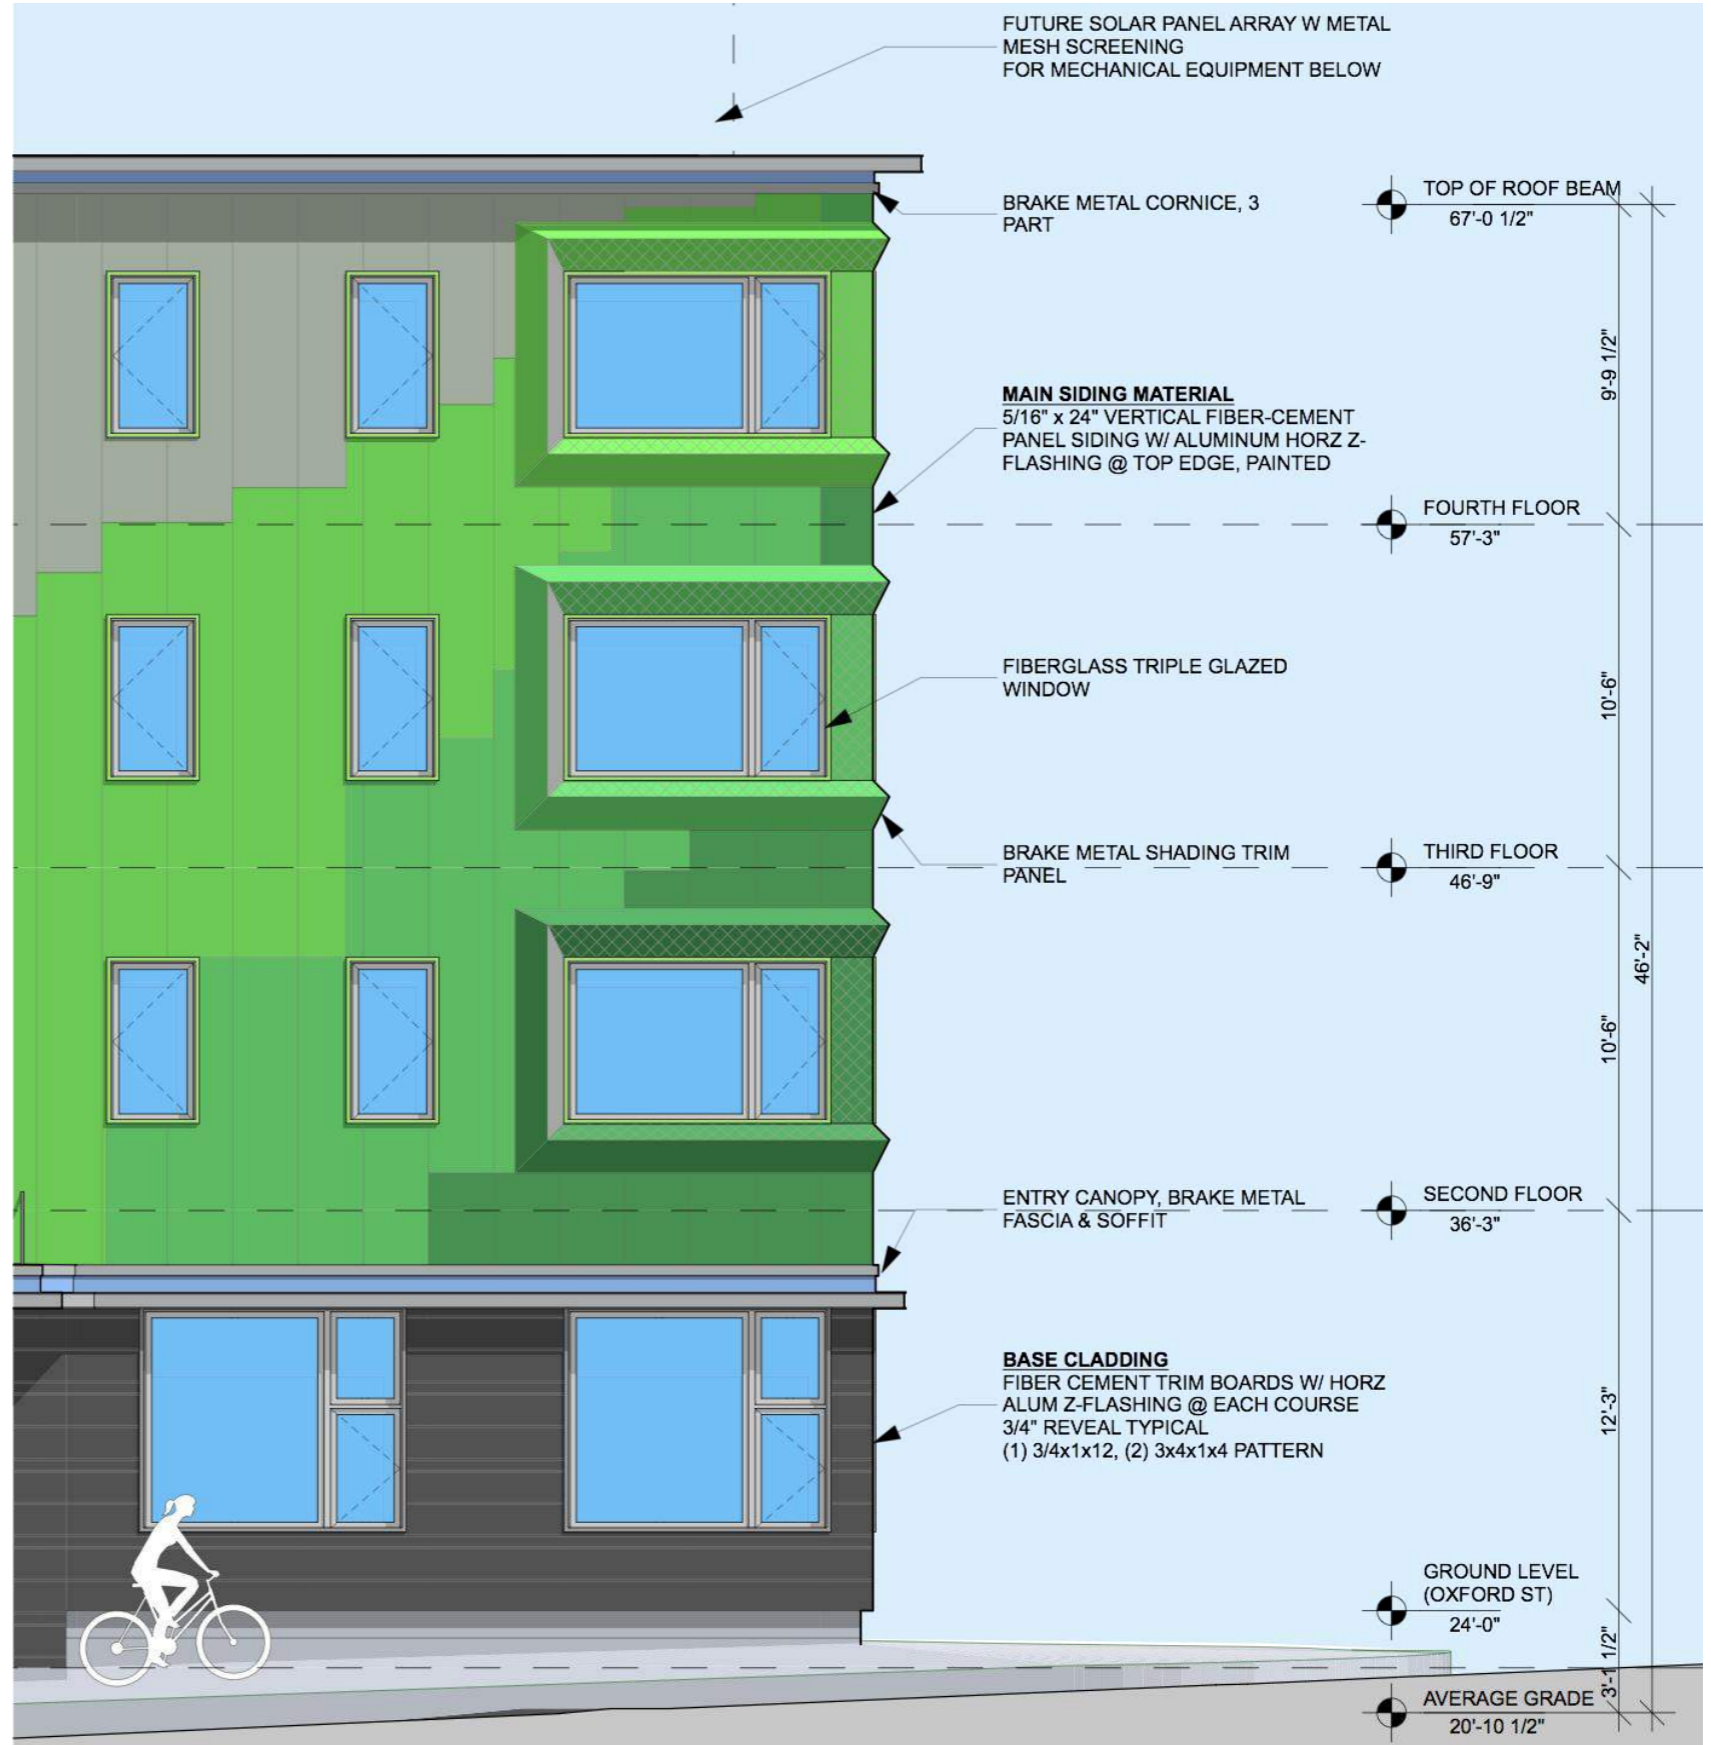 FUTURE SOLAR PANEL ARRAY W METAL
MESH SCREENING
FOR MECHANICAL EQUIPMENT BELOW
BRAKE METAL CORNICE, 3
PART
TOP OF ROOF BEAM
67'-0 1/2"
9'-9 1/2"
MAIN SIDING MATERIAL
5/16" x 24" VERTICAL FIBER-CEMENT
PANEL SIDING W/ ALUMINUM HORZ Z-
FLASHING @ TOP EDGE, PAINTED
FOURTH FLOOR
57'-3"
10'-6"
FIBERGLASS TRIPLE GLAZED
WINDOW
BRAKE METAL SHADING TRIM
PANEL
THIRD FLOOR
46'-9"
46'-2"
10'-6"
ENTRY CANOPY, BRAKE METAL
FASCIA & SOFFIT
SECOND FLOOR
36'-3"
BASE CLADDING
FIBER CEMENT TRIM BOARDS W/ HORZ
ALUM Z-FLASHING @ EACH COURSE
3/4" REVEAL TYPICAL
(1) 3/4x1x12, (2) 3x4x1x4 PATTERN
12'-3"
GROUND LEVEL
(OXFORD ST)
24'-0"
3'-1 1/2"
AVERAGE GRADE
20'-10 1/2"